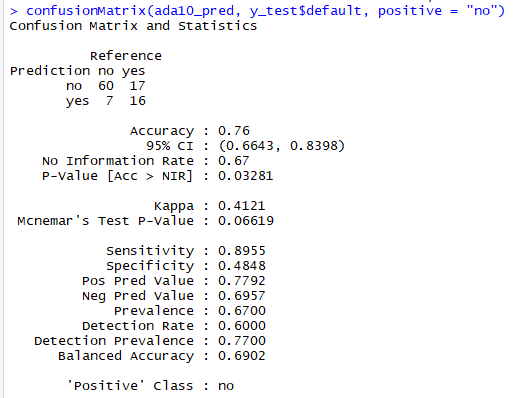 > confusionMatrix(ada10_pred, y_test$default, positive = "no")
Confusion Matrix and Statistics
Reference
Prediction no yes
no 60 17
yes 7 16
Accuracy : 0.76
95% CI : (0.6643, 0.8398)
No Information Rate : 0.67
P-Value [Acc > NIR] : 0.03281
Kappa : 0.4121
Mcnemar's Test P-Value : 0.06619
Sensitivity : 0.8955
Specificity : 0.4848
Pos Pred Value : 0.7792
Neg Pred Value : 0.6957
Prevalence : 0.6700
Detection Rate : 0.6000
Detection Prevalence : 0.7700
Balanced Accuracy : 0.6902
'Positive' Class : no